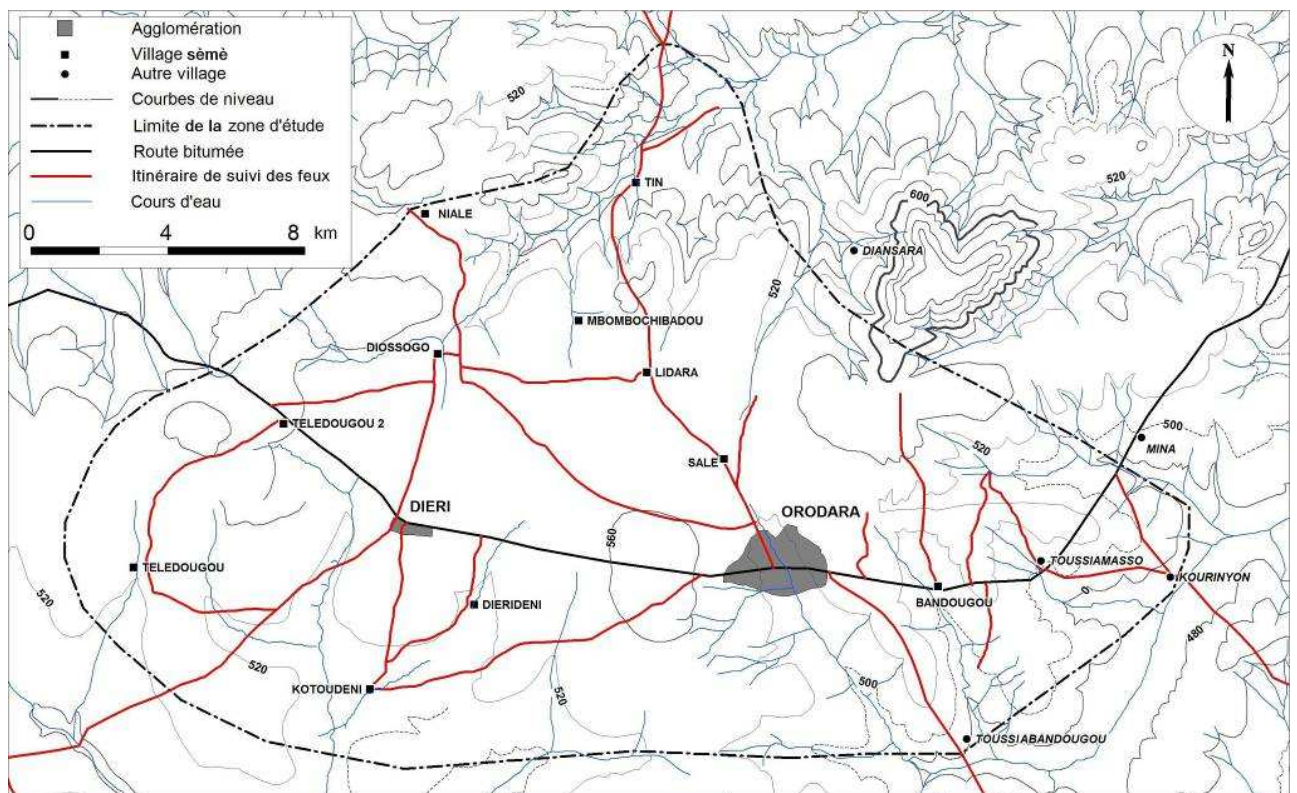 Agglomération
Village sèmè
Autre village
Courbes de niveau
Limite de la zone d'étude
Route bitumée
Itinéraire de suivi des feux
Cours d'eau
0 4 8 km
N
520
TIN
520
600
NIALE
DIANSARA
520
MBOMBOCHIBADOU
DIOSSOGO
LIDARA
TELEDOUGOU 2
500
MINA
520
SALE
DIERI
ORODARA
560
TELEDOUGOU
TOUSSIAMASSO
KOURINYON
520
DIERIDENI
BANDOUGOU
0
480
520
KOTOUDENI
520
500
TOUSSIABANDOUGOU